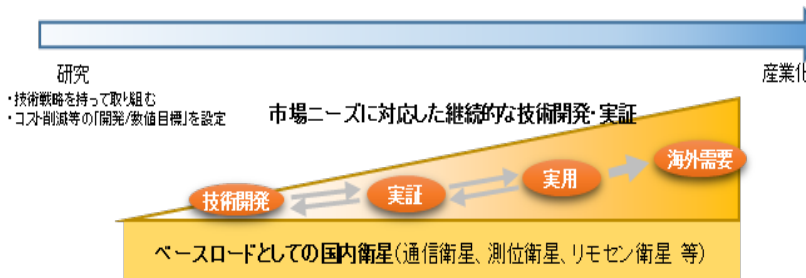 研究
産業化
・技術戦略を持って取り組む
・コスト削減等の「開発/数値目標」を設定
市場ニーズに対応した継続的な技術開発・実証
海外需要
実用
実証
技術開発
ベースロードとしての国内衛星(通信衛星、測位衛星、リモセン衛星 等)